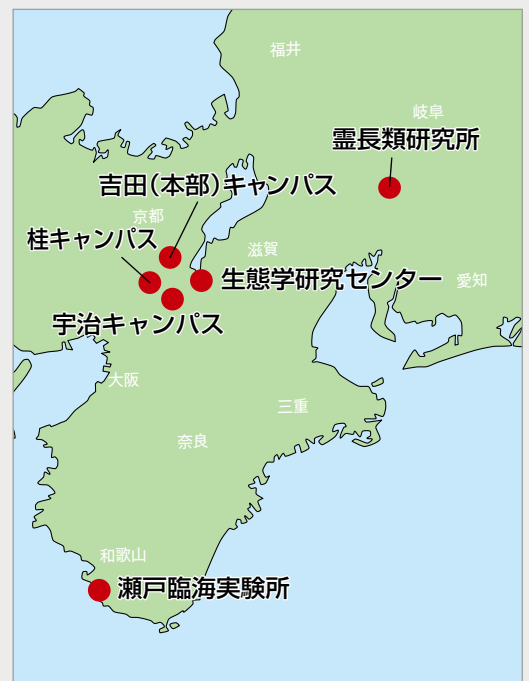 福井
岐阜
霊長類研究所
吉田（本部）キャンパス
京都
桂キャンパス
滋賀
生態学研究センター
愛知
宇治キャンパス
大阪
三重
奈良
和歌山
瀬戸臨海実験所